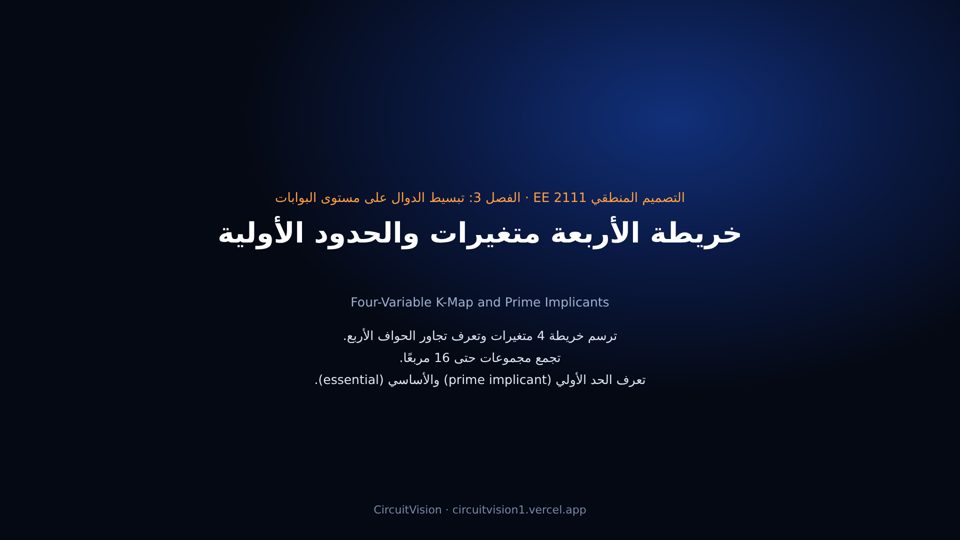 التصميم المنطقي EE 2111 · الفصل 3: تبسيط الدوال على مستوى البوابات
خريطة الأربعة متغيرات والحدود الأولية
Four-Variable K-Map and Prime Implicants
ترسم خريطة 4 متغيرات وتعرف تجاور الحواف الأربع.
تجمع مجموعات حتى 16 مربعًا.
تعرف الحد الأولي (prime implicant) والأساسي (essential).
CircuitVision · circuitvision1.vercel.app